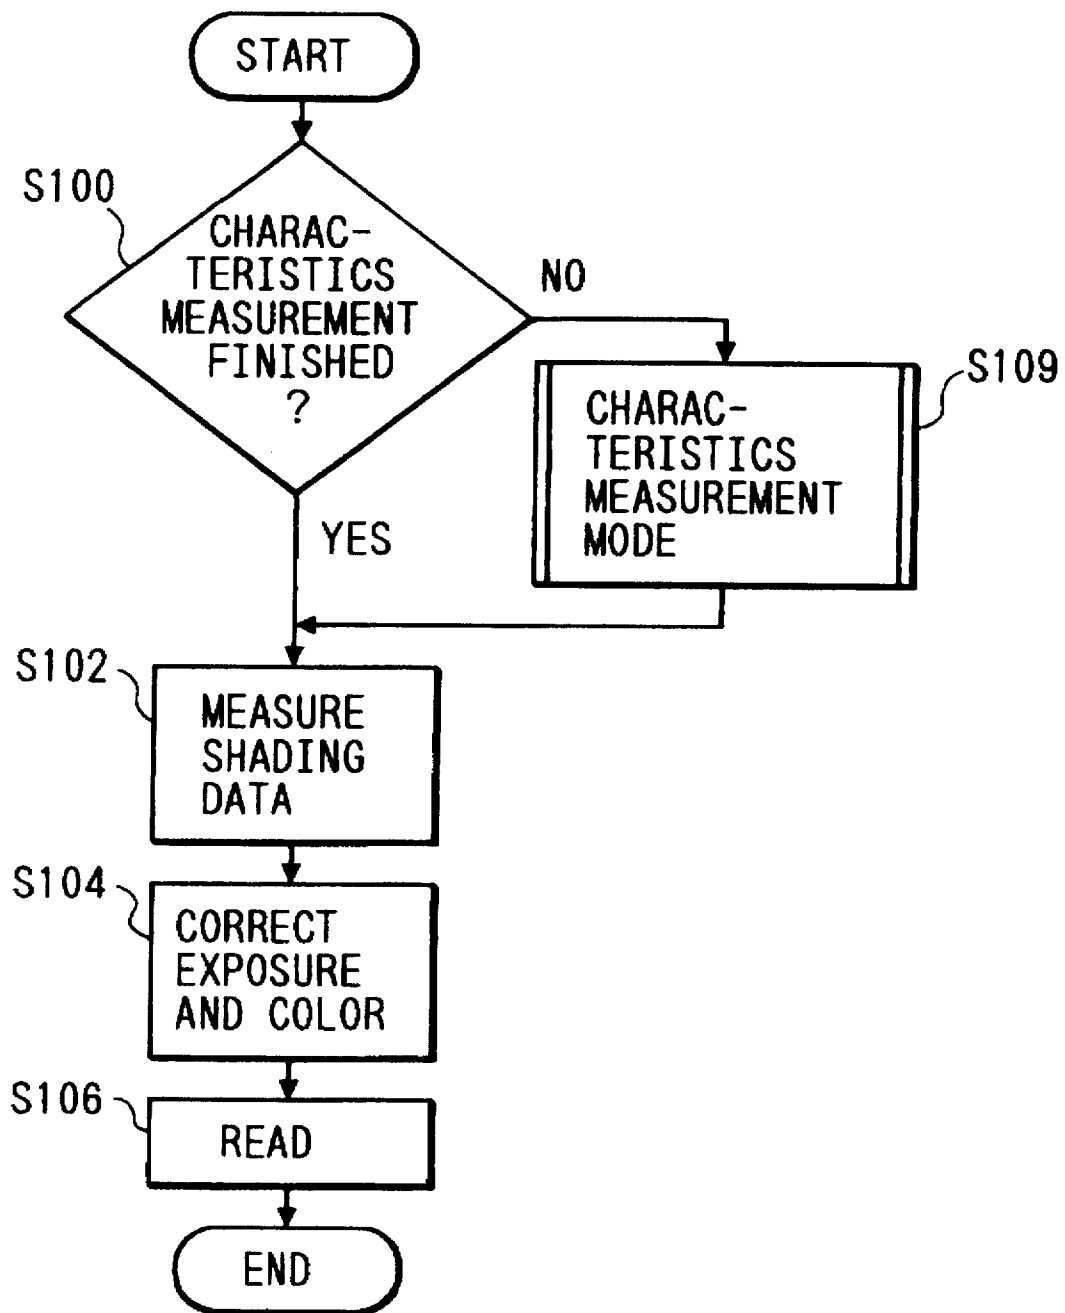 START
S100
CHARAC-
TERISTICS
MEASUREMENT
FINISHED
?
NO
S109
CHARAC-
TERISTICS
MEASUREMENT
MODE
YES
S102
MEASURE
SHADING
DATA
S104
CORRECT
EXPOSURE
AND COLOR
S106
READ
END